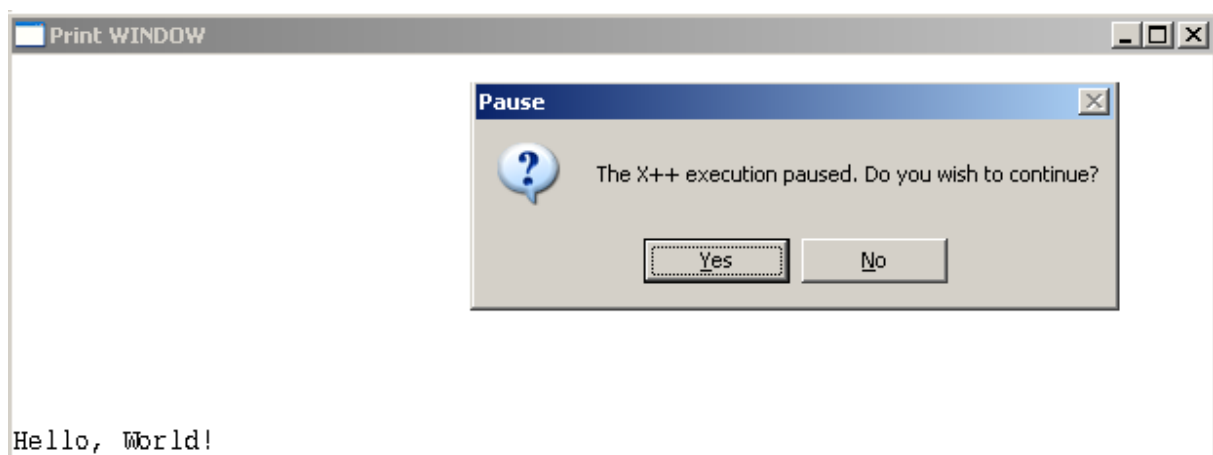 Print WINDOW
Pause
The X++ execution paused. Do you wish to continue?
Yes
No
Hello, World!